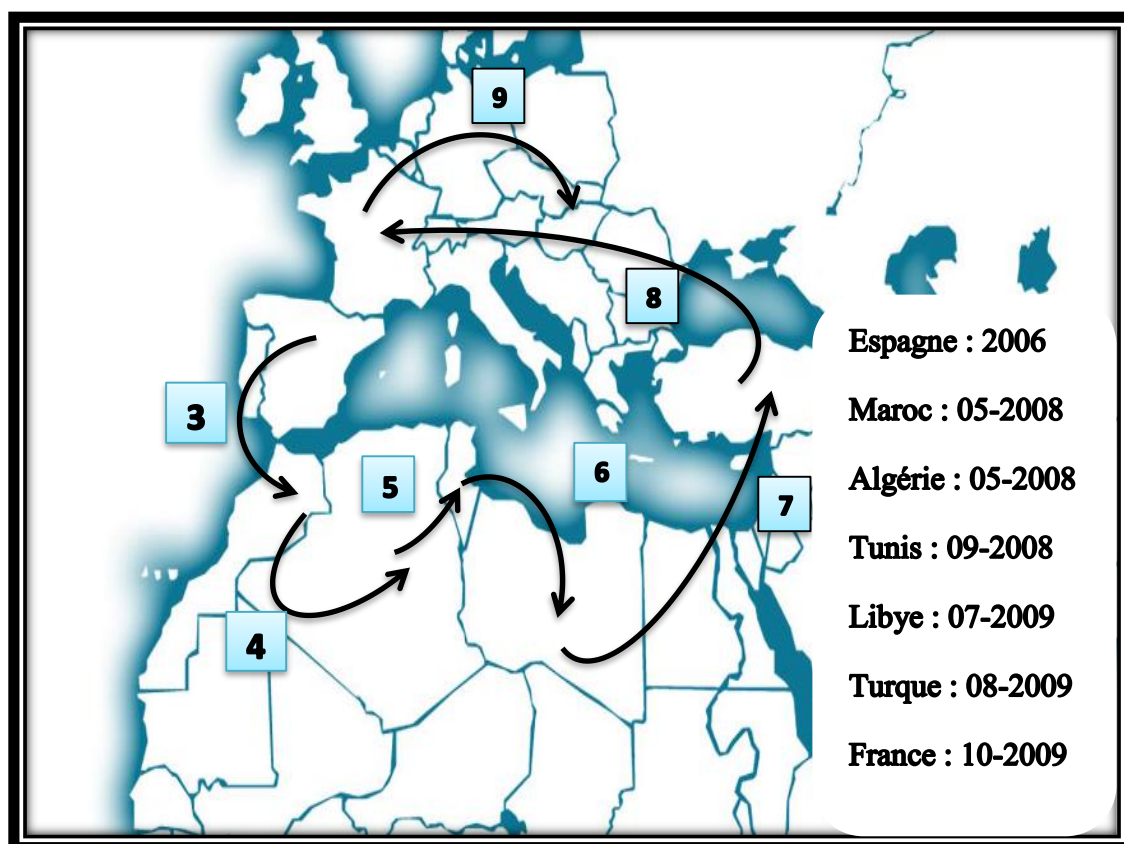 9
8
3
6
5
7
4
Espagne : 2006
Maroc : 05-2008
Algérie : 05-2008
Tunis : 09-2008
Libye : 07-2009
Turque : 08-2009
France : 10-2009